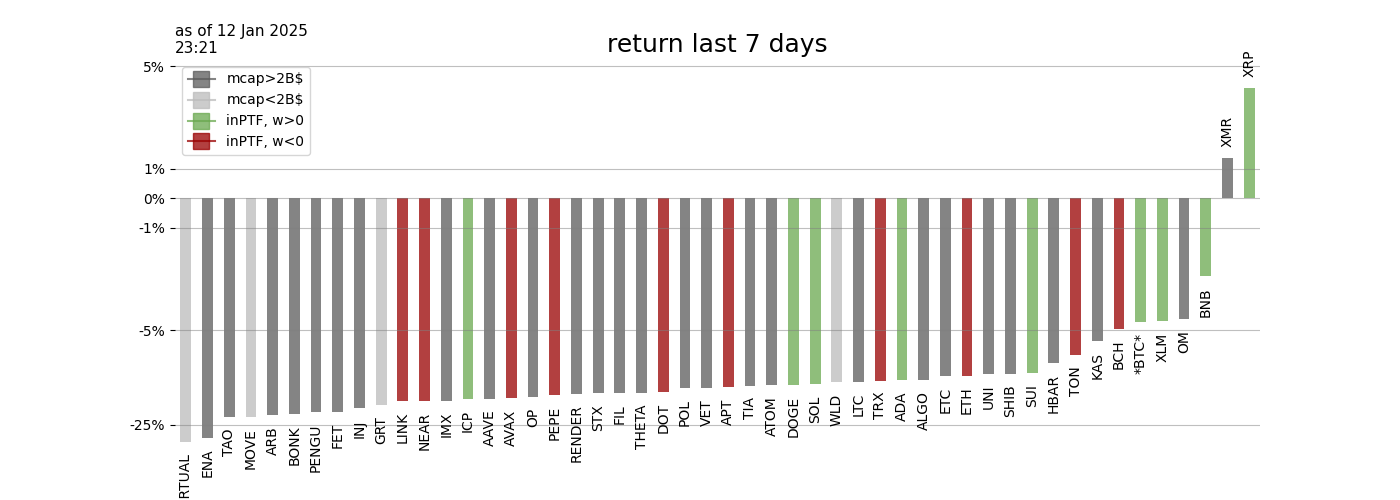 as of 12 Jan 2025
23:21
return last 7 days
mcap>2B$
mcap<2B$
inPTF, w>0
inPTF, w<0
5%
1%
0%
-1%
-5%
-25%
RTUAL
ENA
TAO
MOVE
ARB
BONK
PENGU
FET
INJ
GRT
LINK
NEAR
IMX
ICP
AAVE
AVAX
OP
PEPE
RENDER
STX
FIL
THETA
DOT
POL
VET
APT
TIA
ATOM
DOGE
SOL
WLD
LTC
TRX
ADA
ALGO
ETC
ETH
UNI
SHIB
SUI
HBAR
TON
KAS
BCH
*BTC*
XLM
OM
BNB
XMR
XRP